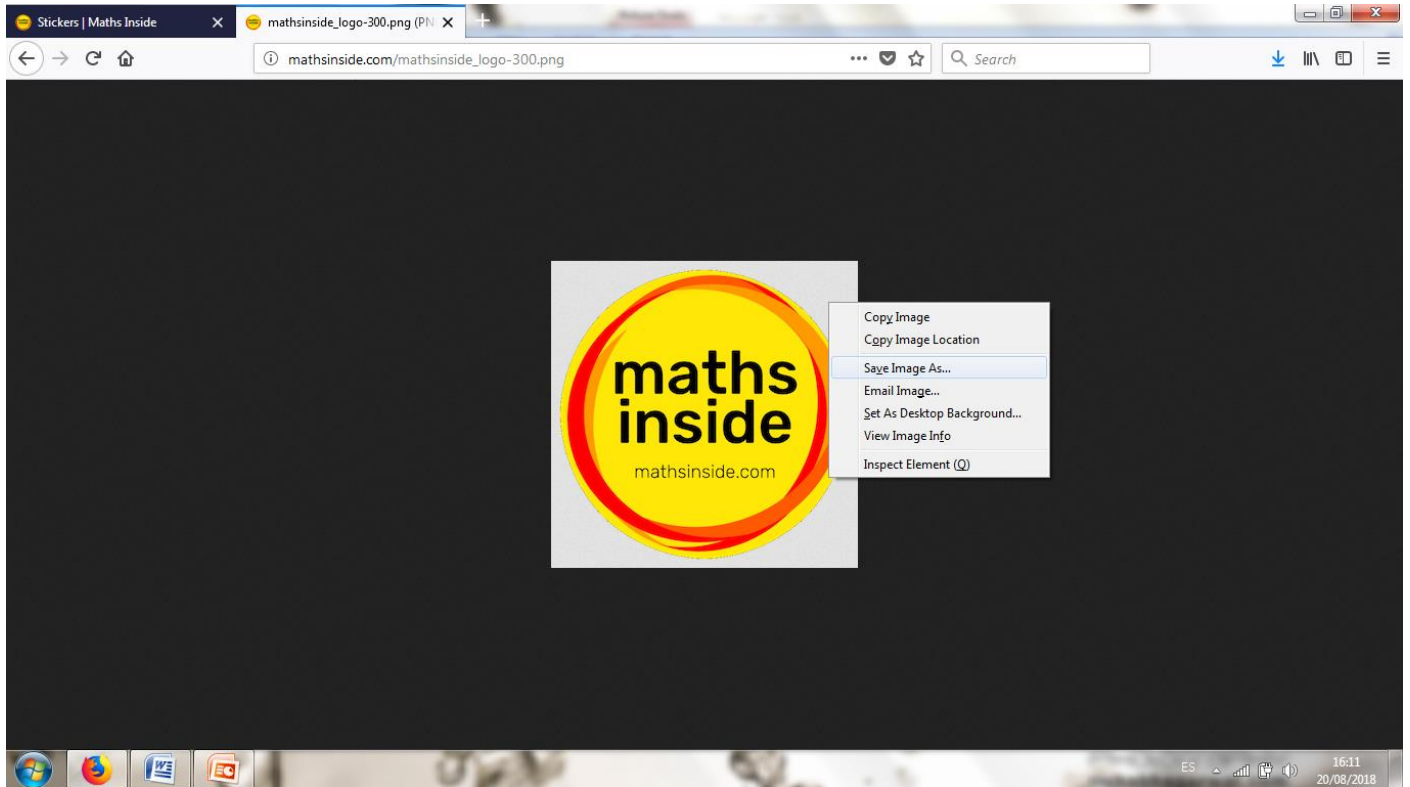 Stickers | Maths Inside
mathsinside_logo-300.png (PN
mathsinside.com/mathsinside_logo-300.png
Search
maths
inside
mathsinside.com
Copy Image
Copy Image Location
Save Image As...
Email Image...
Set As Desktop Background...
View Image Info
Inspect Element (Q)
ES
16:11
20/08/2018